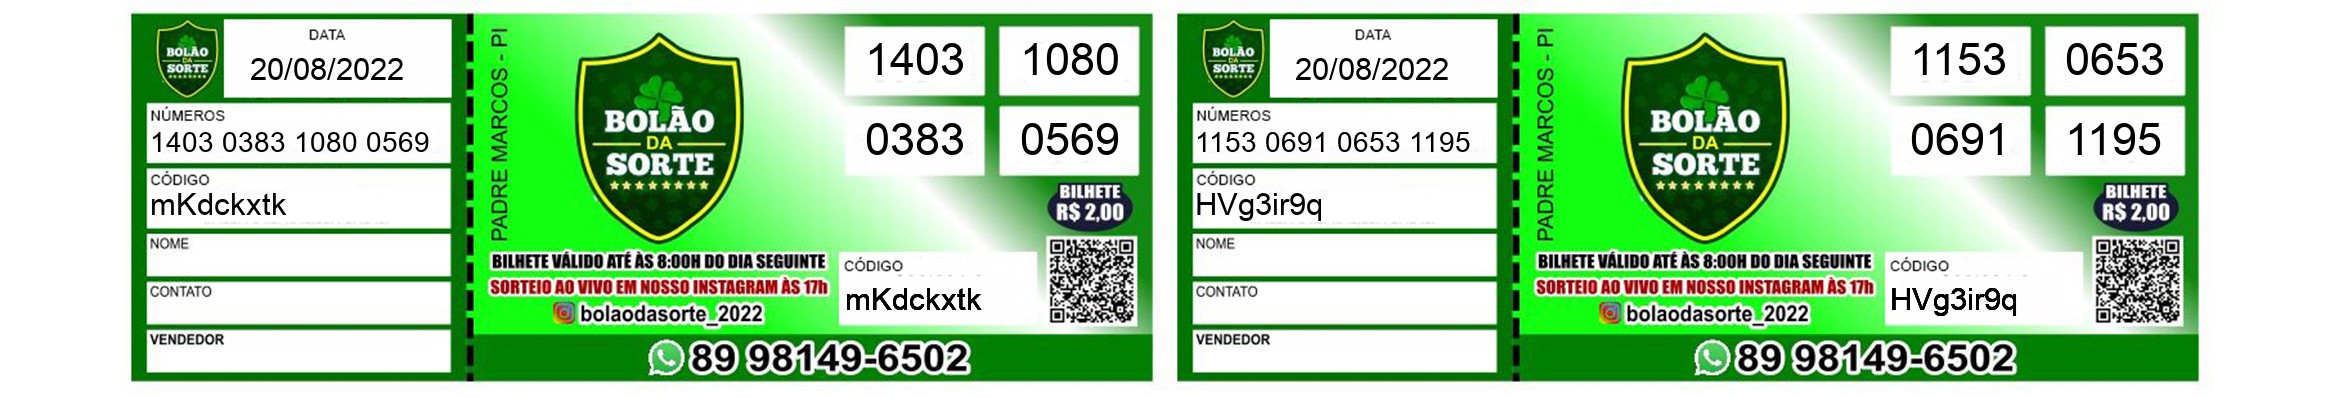 BOLÃO
DA
SORTE
DATA
20/08/2022
NÚMEROS
1403 0383 1080 0569
CÓDIGO
mKdckxtk
NOME
CONTATO
VENDEDOR
PADRE MARCOS - PI
BOLÃO
DA
SORTE
1403 1080
0383 0569
BILHETE
R$ 2,00
BILHETE VÁLIDO ATÉ ÀS 8:00H DO DIA SEGUINTE
SORTEIO AO VIVO EM NOSSO INSTAGRAM ÀS 17h
bolaodasorte_2022
CÓDIGO
mKdckxtk
89 98149-6502
BOLÃO
DA
SORTE
DATA
20/08/2022
NÚMEROS
1153 0691 0653 1195
CÓDIGO
HVg3ir9q
NOME
CONTATO
VENDEDOR
PADRE MARCOS - PI
BOLÃO
DA
SORTE
1153 0653
0691 1195
BILHETE
R$ 2,00
BILHETE VÁLIDO ATÉ ÀS 8:00H DO DIA SEGUINTE
SORTEIO AO VIVO EM NOSSO INSTAGRAM ÀS 17h
bolaodasorte_2022
CÓDIGO
HVg3ir9q
89 98149-6502